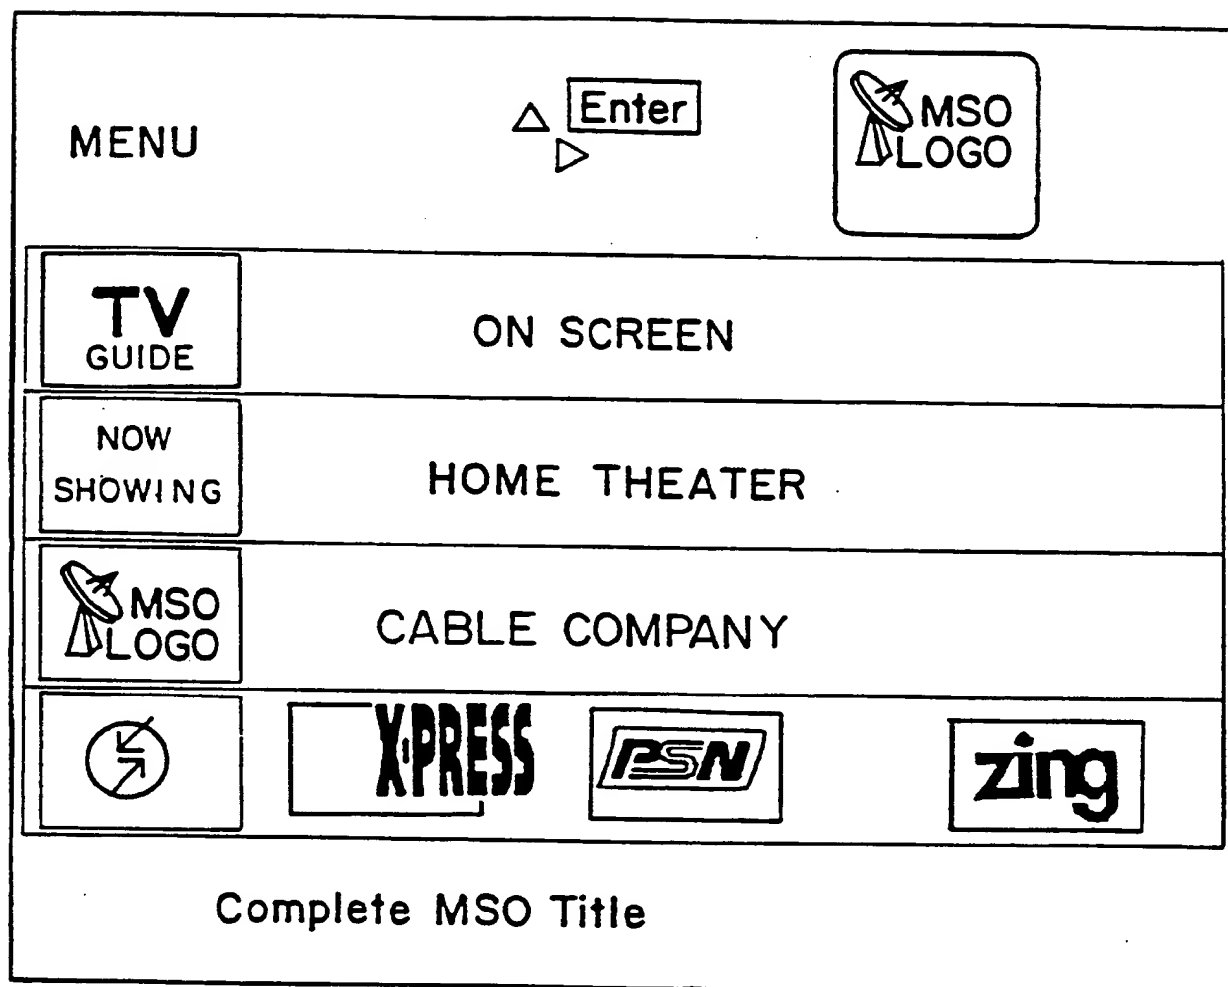 MENU
Enter
MSO
LOGO
TV
GUIDE
ON SCREEN
NOW
SHOWING
HOME THEATER
MSO
LOGO
CABLE COMPANY
X·PRESS
PSN
zing
Complete MSO Title